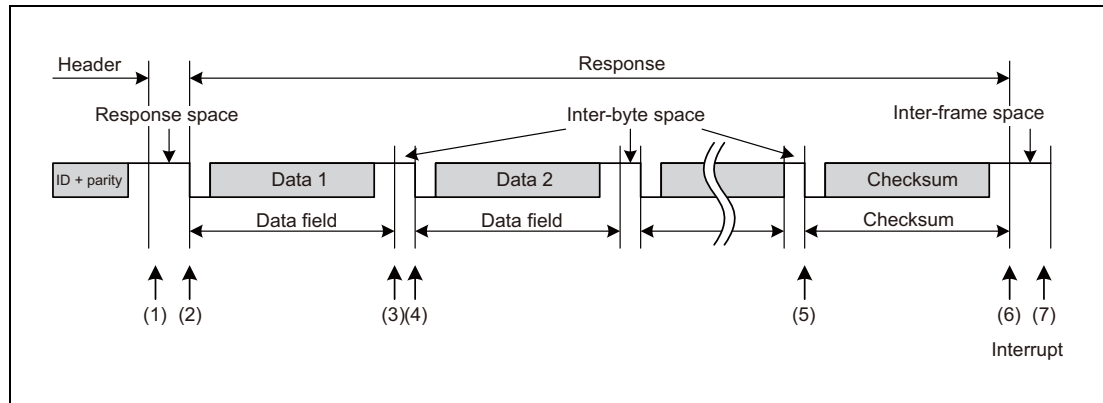 Header
Response
Response space
Inter-byte space
Inter-frame space
ID + parity
Data 1
Data 2
Checksum
Data field
Data field
Checksum
(1)
(2)
(3)
(4)
(5)
(6)
(7)
Interrupt